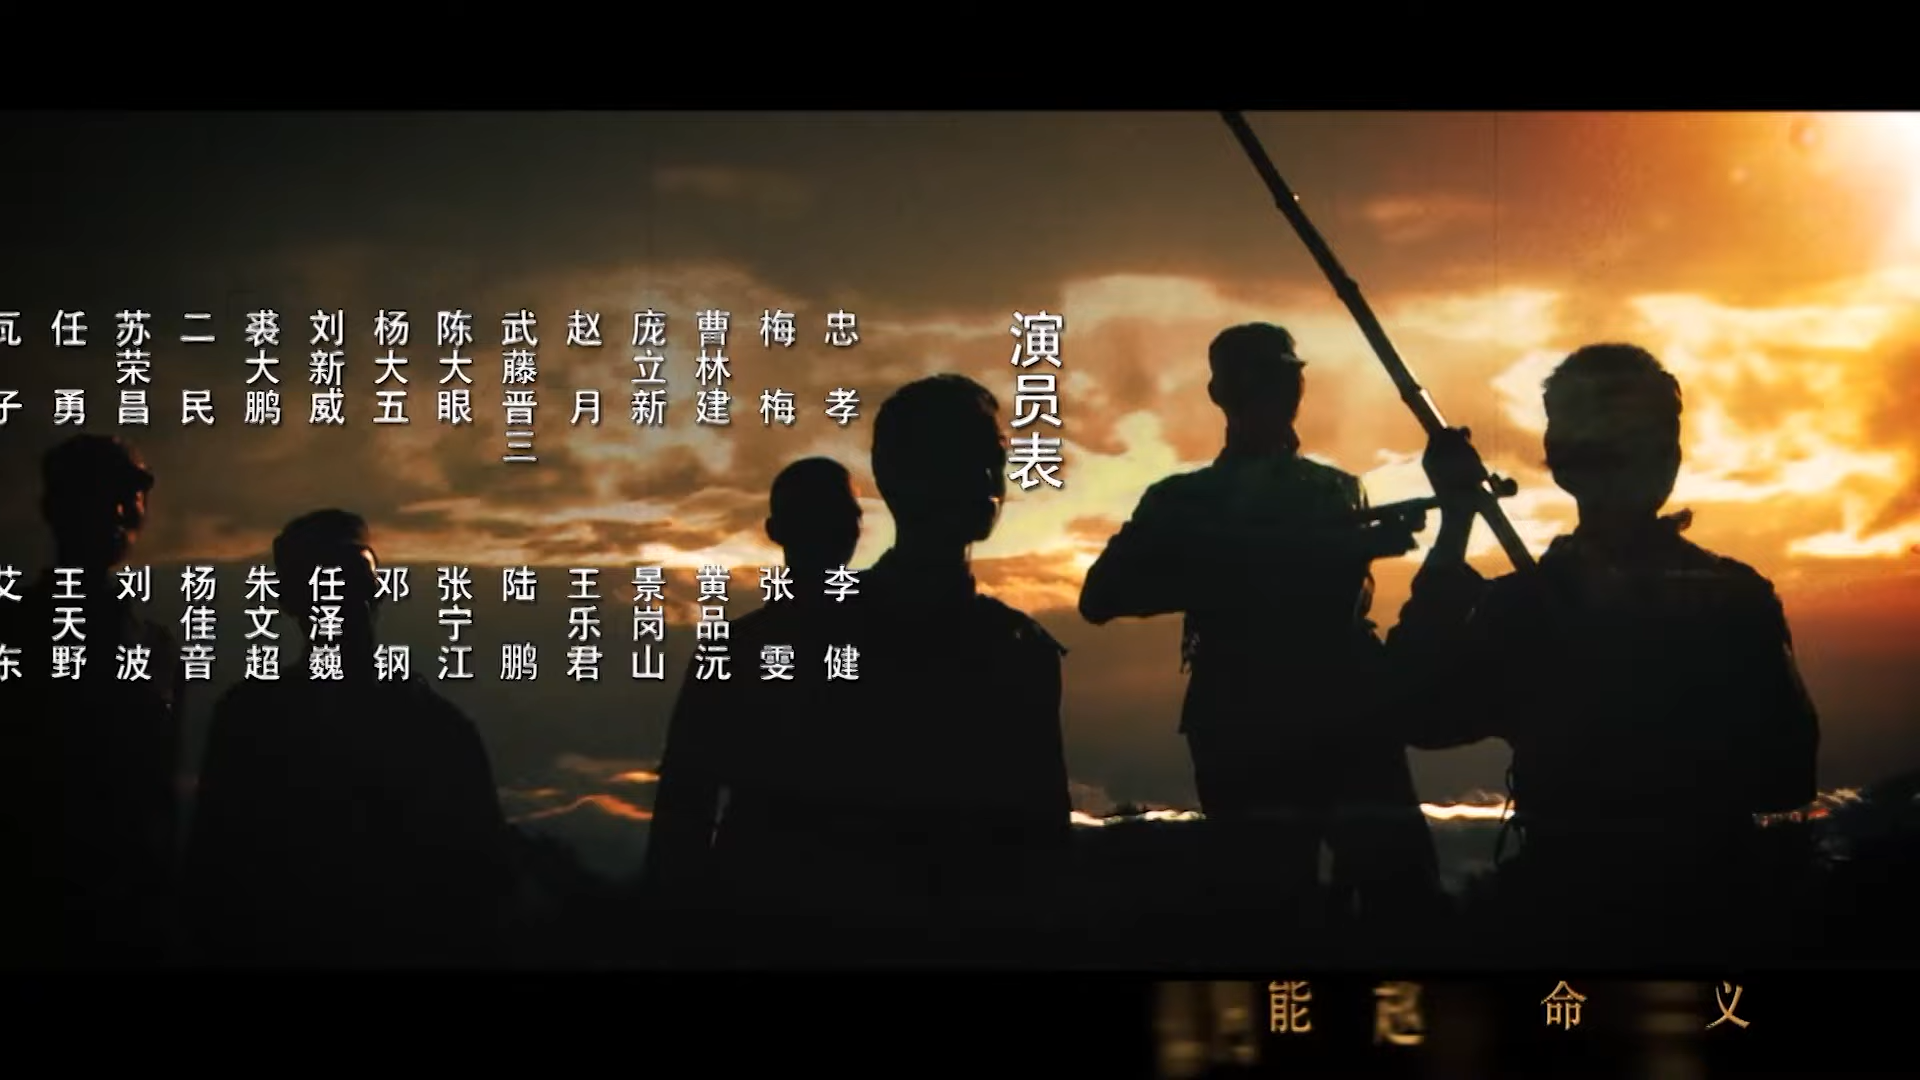 演员表
忠孝 李健
梅梅 张雯
曹林建 黄品沅
庞立新 景岗山
赵月 王乐君
武藤晋三 陆鹏
陈大眼 张宁江
杨大五 邓钢
刘新威 任泽巍
裘大鹏 朱文超
二民 杨佳音
苏荣昌 刘波
任勇 王天野
能 命 义